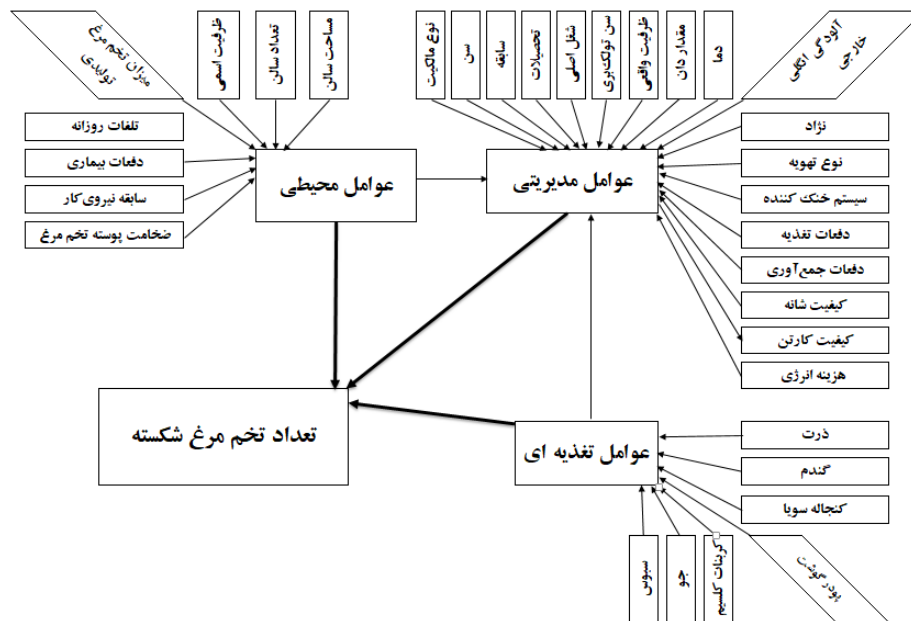 میزان تخم مرغ
تولیدی
ظرفیت اسمی
تعداد سالن
مساحت سالن
نوع مالکیت
سن
سابقه
تحصیلات
شغل اصلی
سن تولک‌بری
ظرفیت واقعی
مقدار دان
دما
آلودگی انگلی
خارجی
تلفات روزانه
دفعات بیماری
سابقه نیروی‌کار
ضخامت پوسته تخم مرغ
عوامل محیطی
عوامل مدیریتی
نژاد
نوع تهویه
سیستم خنک کننده
دفعات تغذیه
دفعات جمع‌آوری
کیفیت شانه
کیفیت کارتن
هزینه انرژی
تعداد تخم مرغ شکسته
عوامل تغذیه ای
ذرت
گندم
کنجاله سویا
سبوس
جو
کربنات کلسیم
پودر گوشت